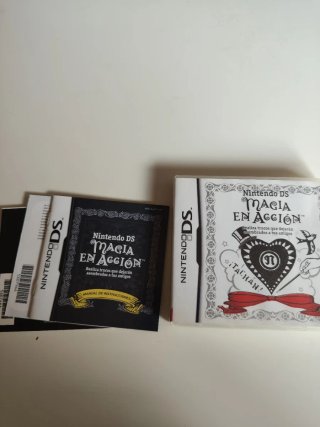 NINTENDO DS
Nintendo DS
MAGIA
EN ACCIÓN
Realiza trucos que dejarán
asombrados a tus amigos
MANUAL DE INSTRUCCIONES
NINTENDO DS
Nintendo DS
MAGIA
EN ACCIÓN
Realiza trucos que dejarán
asombrados a tus amigos
¡TACHÁN!